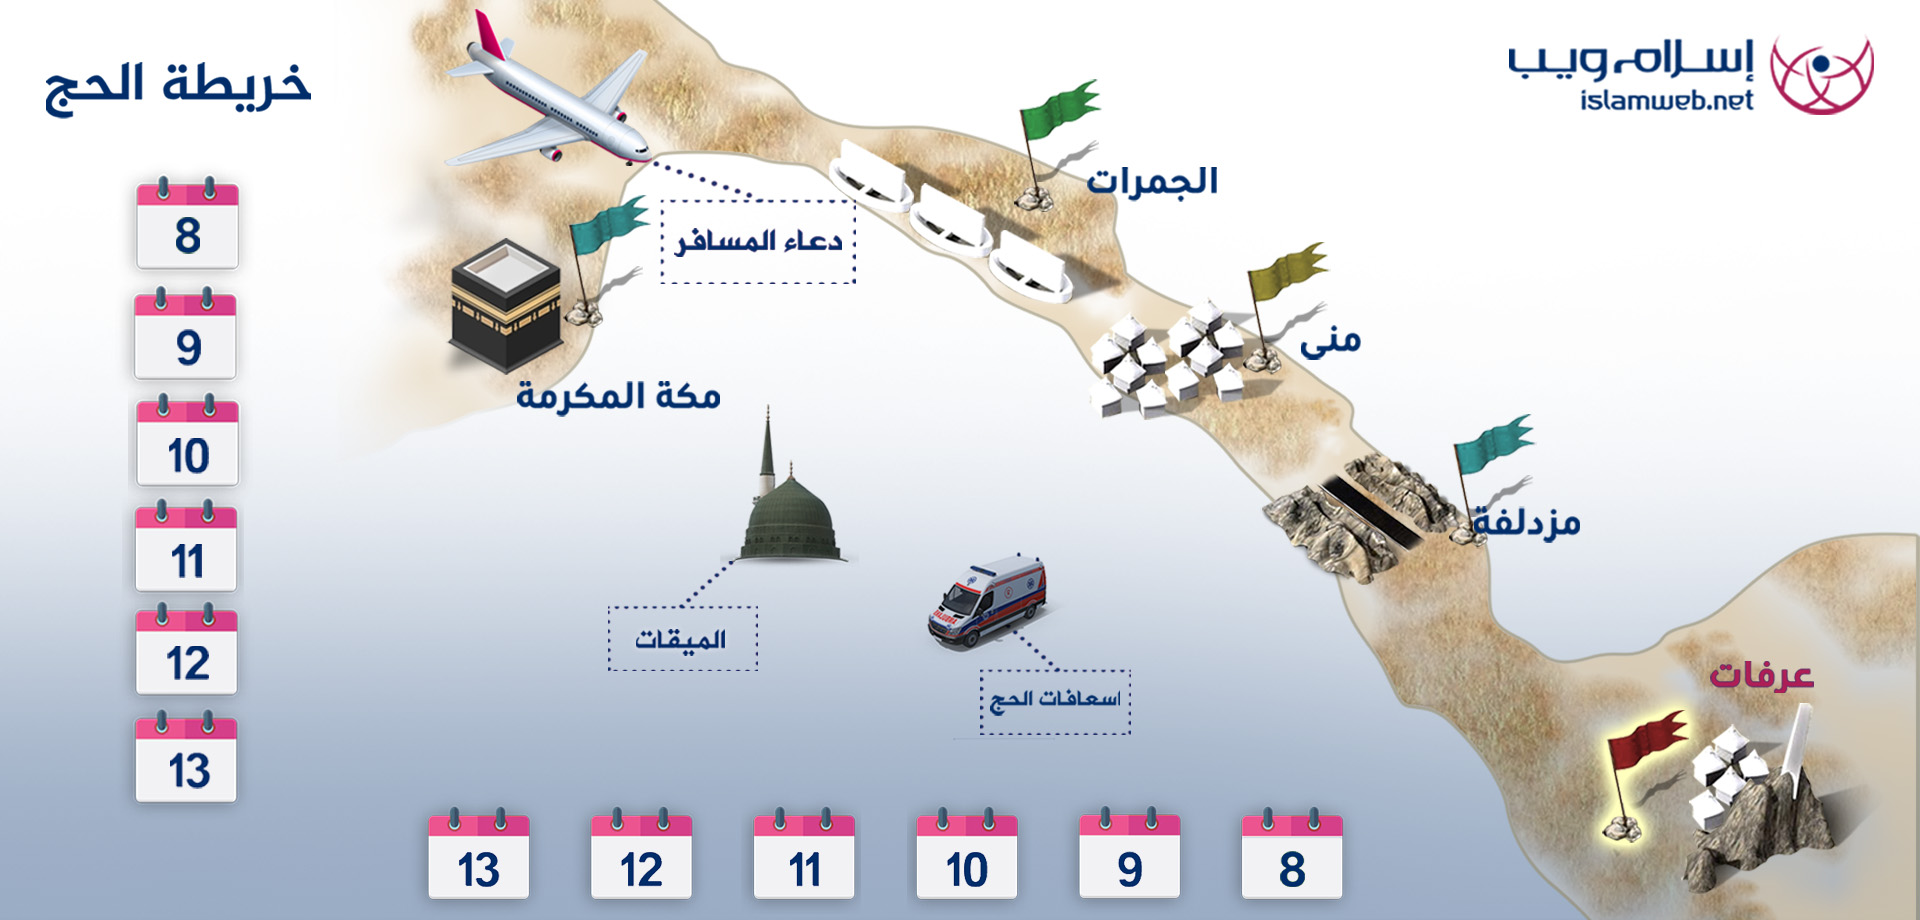 خريطة الحج
إسلام ويب
islamweb.net
الجمرات
دعاء المسافر
منى
مكة المكرمة
مزدلفة
الميقات
اسعافات الحج
عرفات
8
9
10
11
12
13
13
12
11
10
9
8